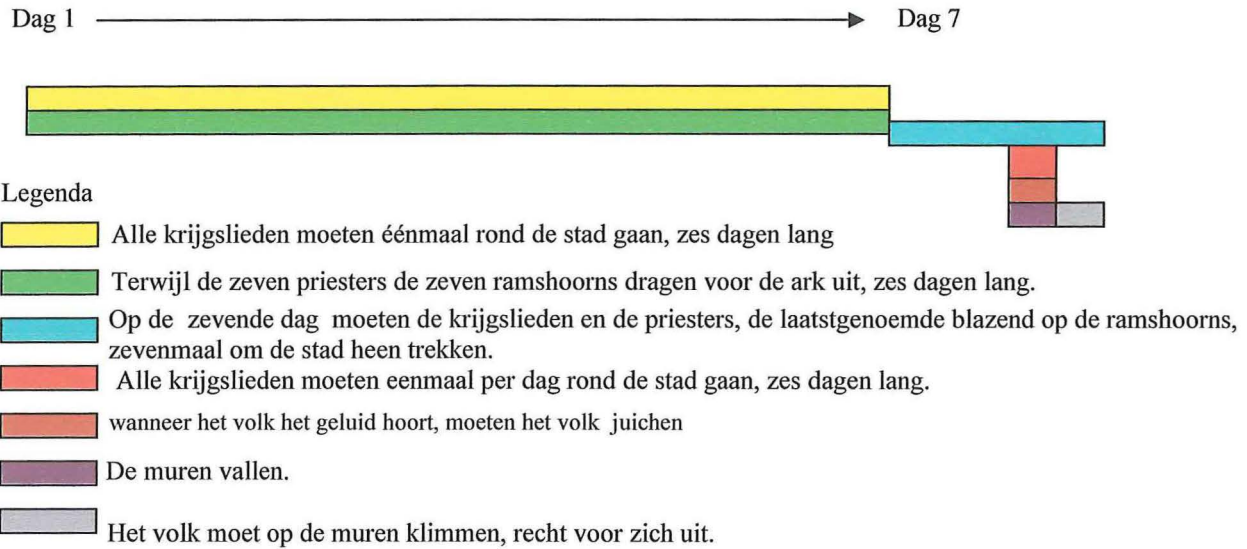 Dag 1
Dag 7
Legenda
Alle krijgslieden moeten éénmaal rond de stad gaan, zes dagen lang
Terwijl de zeven priesters de zeven ramshoorns dragen voor de ark uit, zes dagen lang.
Op de zevende dag moeten de krijgslieden en de priesters, de laatstgenoemde blazend op de ramshoorns,
zevenmaal om de stad heen trekken.
Alle krijgslieden moeten eenmaal per dag rond de stad gaan, zes dagen lang.
wanneer het volk het geluid hoort, moeten het volk juichen
De muren vallen.
Het volk moet op de muren klimmen, recht voor zich uit.